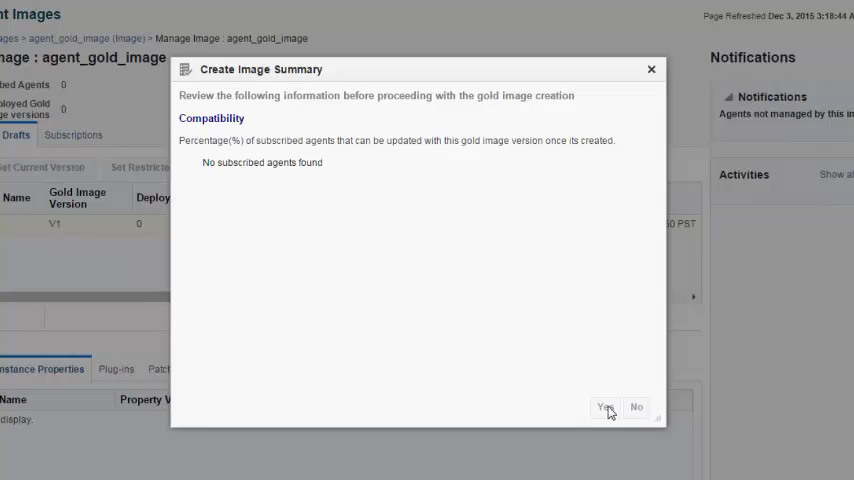 nt Images
Page Refreshed Dec 3, 2015 3:18:44 A
ages > agent_gold_image (Image) > Manage Image : agent_gold_image
mage : agent_gold_image
Notifications
bed Agents 0
Notifications
Agents not managed by this in
ployed Gold
ge versions 0
Drafts
Subscriptions
Set Current Version
Set Restricte
Activities
Show al
Name
Gold Image
Version
Deploy
V1
0
50 PST
nstance Properties
Plug-ins
Patc
Name
Property V
display.
Create Image Summary
Review the following information before proceeding with the gold image creation
Compatibility
Percentage(%) of subscribed agents that can be updated with this gold image version once its created.
No subscribed agents found
Yes
No